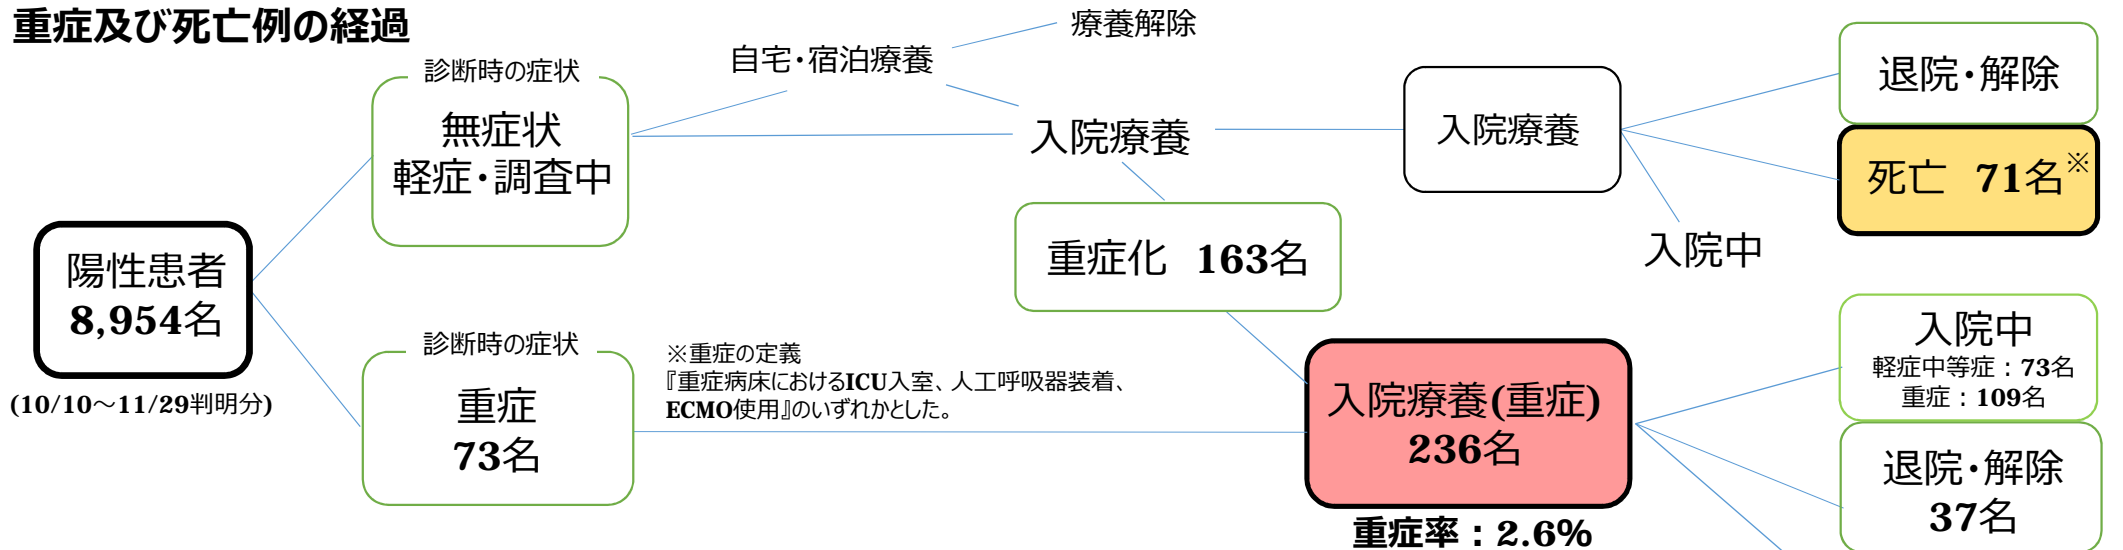 重症及び死亡例の経過
陽性患者
8,954名
(10/10～11/29判明分)
診断時の症状
無症状
軽症・調査中
診断時の症状
重症
73名
自宅・宿泊療養
療養解除
入院療養
重症化 163名
※重症の定義
『重症病床におけるICU入室、人工呼吸器装着、
ECMO使用』のいずれかとした。
入院療養
入院療養(重症)
236名
重症率：2.6%
退院・解除
死亡 71名※
入院中
入院中
軽症中等症：73名
重症：109名
退院・解除
37名